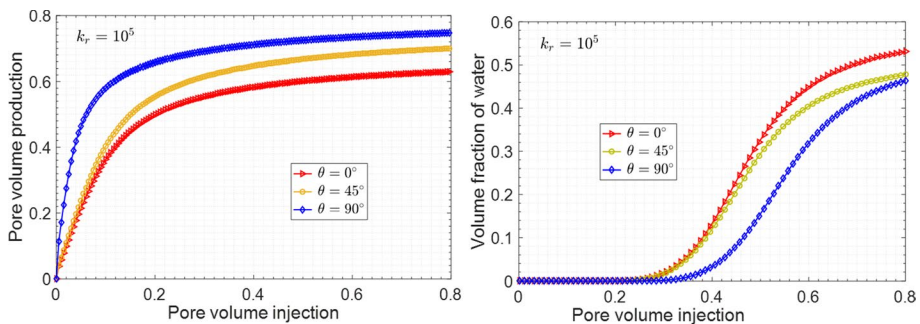 0.8
0.6
0.4
0.2
0
Pore volume production
k_r = 10^5
θ = 0°
θ = 45°
θ = 90°
0 0.2 0.4 0.6 0.8
Pore volume injection
0.6
0.5
0.4
0.3
0.2
0.1
0
Volume fraction of water
k_r = 10^5
θ = 0°
θ = 45°
θ = 90°
0 0.2 0.4 0.6 0.8
Pore volume injection